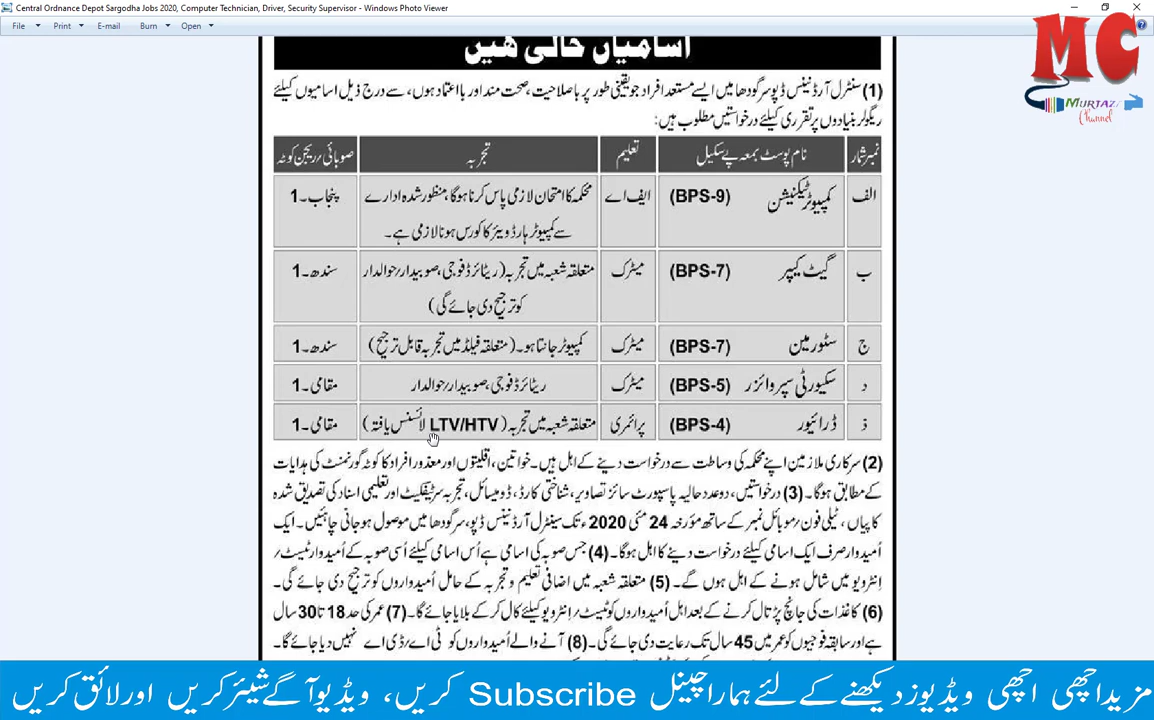 Central Ordnance Depot Sargodha Jobs 2020, Computer Technician, Driver, Security Supervisor - Windows Photo Viewer
File Print E-mail Burn Open
MC
MURTAZA
Channel
اسامیاں خالی ھیں
(1) سنٹرل آرڈیننس ڈپو سرگودھا میں ایسے مستعد افراد جو یقینی طور پر باصلاحیت، صحت مند اور بااعتماد ہوں، سے درج ذیل اسامیوں کیلئے
ریگولر بنیادوں پر تقرری کیلئے درخواستیں مطلوب ہیں:
نمبر شمار نام پوسٹ بمعہ پے سکیل تعلیم تجربہ صوبائی/ریجن کوٹہ
الف کمپیوٹر ٹیکنیشن (BPS-9) ایف اے محکمہ کا امتحان لازمی پاس کرنا ہوگا، منظور شدہ ادارے پنجاب۔1
سے کمپیوٹر ہارڈ ویئر کا کورس ہونا لازمی ہے۔
ب گیٹ کیپر (BPS-7) میٹرک متعلقہ شعبہ میں تجربہ (ریٹائرڈ فوجی، صوبیدار/حوالدار سندھ۔1
کو ترجیح دی جائے گی)
ج سٹور مین (BPS-7) میٹرک کمپیوٹر جانتا ہو۔ (متعلقہ فیلڈ میں تجربہ قابل ترجیح) سندھ۔1
د سکیورٹی سپروائزر (BPS-5) میٹرک ریٹائرڈ فوجی، صوبیدار/حوالدار مقامی۔1
ذ ڈرائیور (BPS-4) پرائمری متعلقہ شعبہ میں تجربہ (LTV/HTV لائسنس یافتہ) مقامی۔1
(2) سرکاری ملازمین اپنے محکمہ کی وساطت سے درخواست دینے کے اہل ہیں۔ خواتین، اقلیتوں اور معذور افراد کا کوٹہ گورنمنٹ کی ہدایات
کے مطابق ہوگا۔ (3) درخواستیں، دو عدد حالیہ پاسپورٹ سائز تصاویر، شناختی کارڈ، ڈومیسائل، تجربہ سرٹیفکیٹ اور تعلیمی اسناد کی تصدیق شدہ
کاپیاں، ٹیلی فون/موبائل نمبر کے ساتھ مؤرخہ 24 مئی 2020ء تک سینٹرل آرڈیننس ڈپو، سرگودھا میں موصول ہو جانی چاہئیں۔ ایک
اُمیدوار صرف ایک اسامی کیلئے درخواست دینے کا اہل ہوگا۔ (4) جس صوبہ کی اسامی ہے اُس اسامی کیلئے اُسی صوبہ کے اُمیدوار ٹیسٹ/
انٹرویو میں شامل ہونے کے اہل ہوں گے۔ (5) متعلقہ شعبہ میں اضافی تعلیم و تجربہ کے حامل اُمیدواروں کو ترجیح دی جائے گی۔
(6) کاغذات کی جانچ پڑتال کرنے کے بعد اہل اُمیدواروں کو ٹیسٹ/انٹرویو کیلئے کال کر کے بلایا جائے گا۔ (7) عمر کی حد 18 تا 30 سال
ہے اور سابقہ فوجیوں کو عمر میں 45 سال تک رعایت دی جائے گی۔ (8) آنے والے اُمیدواروں کو ٹی اے/ڈی اے نہیں دیا جائے گا۔
مزید اچھی اچھی ویڈیوز دیکھنے کے لئے ہمارا چینل Subscribe کریں، ویڈیو آگے شیئر کریں اور لائق کریں